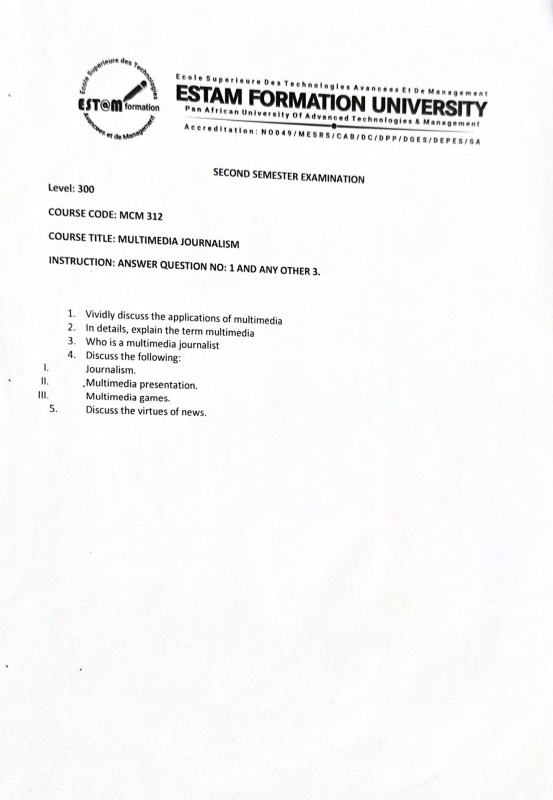 Ecole Superieure des Technologies
EST@M formation
Avancees et de Management
Ecole Superieure Des Technologies Avancees Et De Management
ESTAM FORMATION UNIVERSITY
Pan African University Of Advanced Technologies & Management
Accreditation: N0049/MESRS/CAB/DC/DPP/DGES/DEPES/SA
SECOND SEMESTER EXAMINATION
Level: 300
COURSE CODE: MCM 312
COURSE TITLE: MULTIMEDIA JOURNALISM
INSTRUCTION: ANSWER QUESTION NO: 1 AND ANY OTHER 3.
1. Vividly discuss the applications of multimedia
2. In details, explain the term multimedia
3. Who is a multimedia journalist
4. Discuss the following:
I. Journalism.
II. Multimedia presentation.
III. Multimedia games.
5. Discuss the virtues of news.